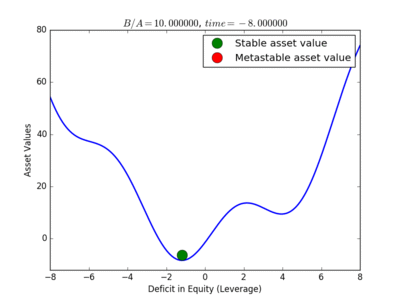 B/A = 10.000000, time = −8.000000
80
60
40
20
0
−8 −6 −4 −2 0 2 4 6 8
Asset Values
Deficit in Equity (Leverage)
Stable asset value
Metastable asset value